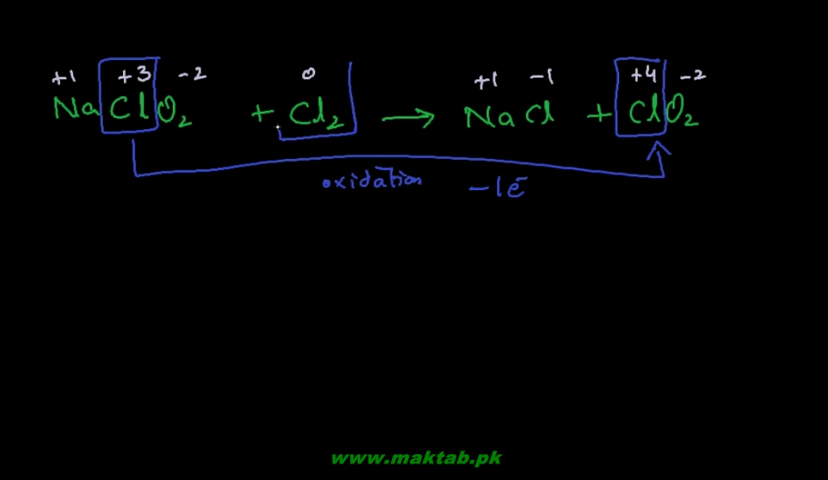 +1 +3 -2 0 +1 -1 +4 -2
NaClO₂ + Cl₂ → NaCl + ClO₂
oxidation -1e⁻
www.maktab.pk